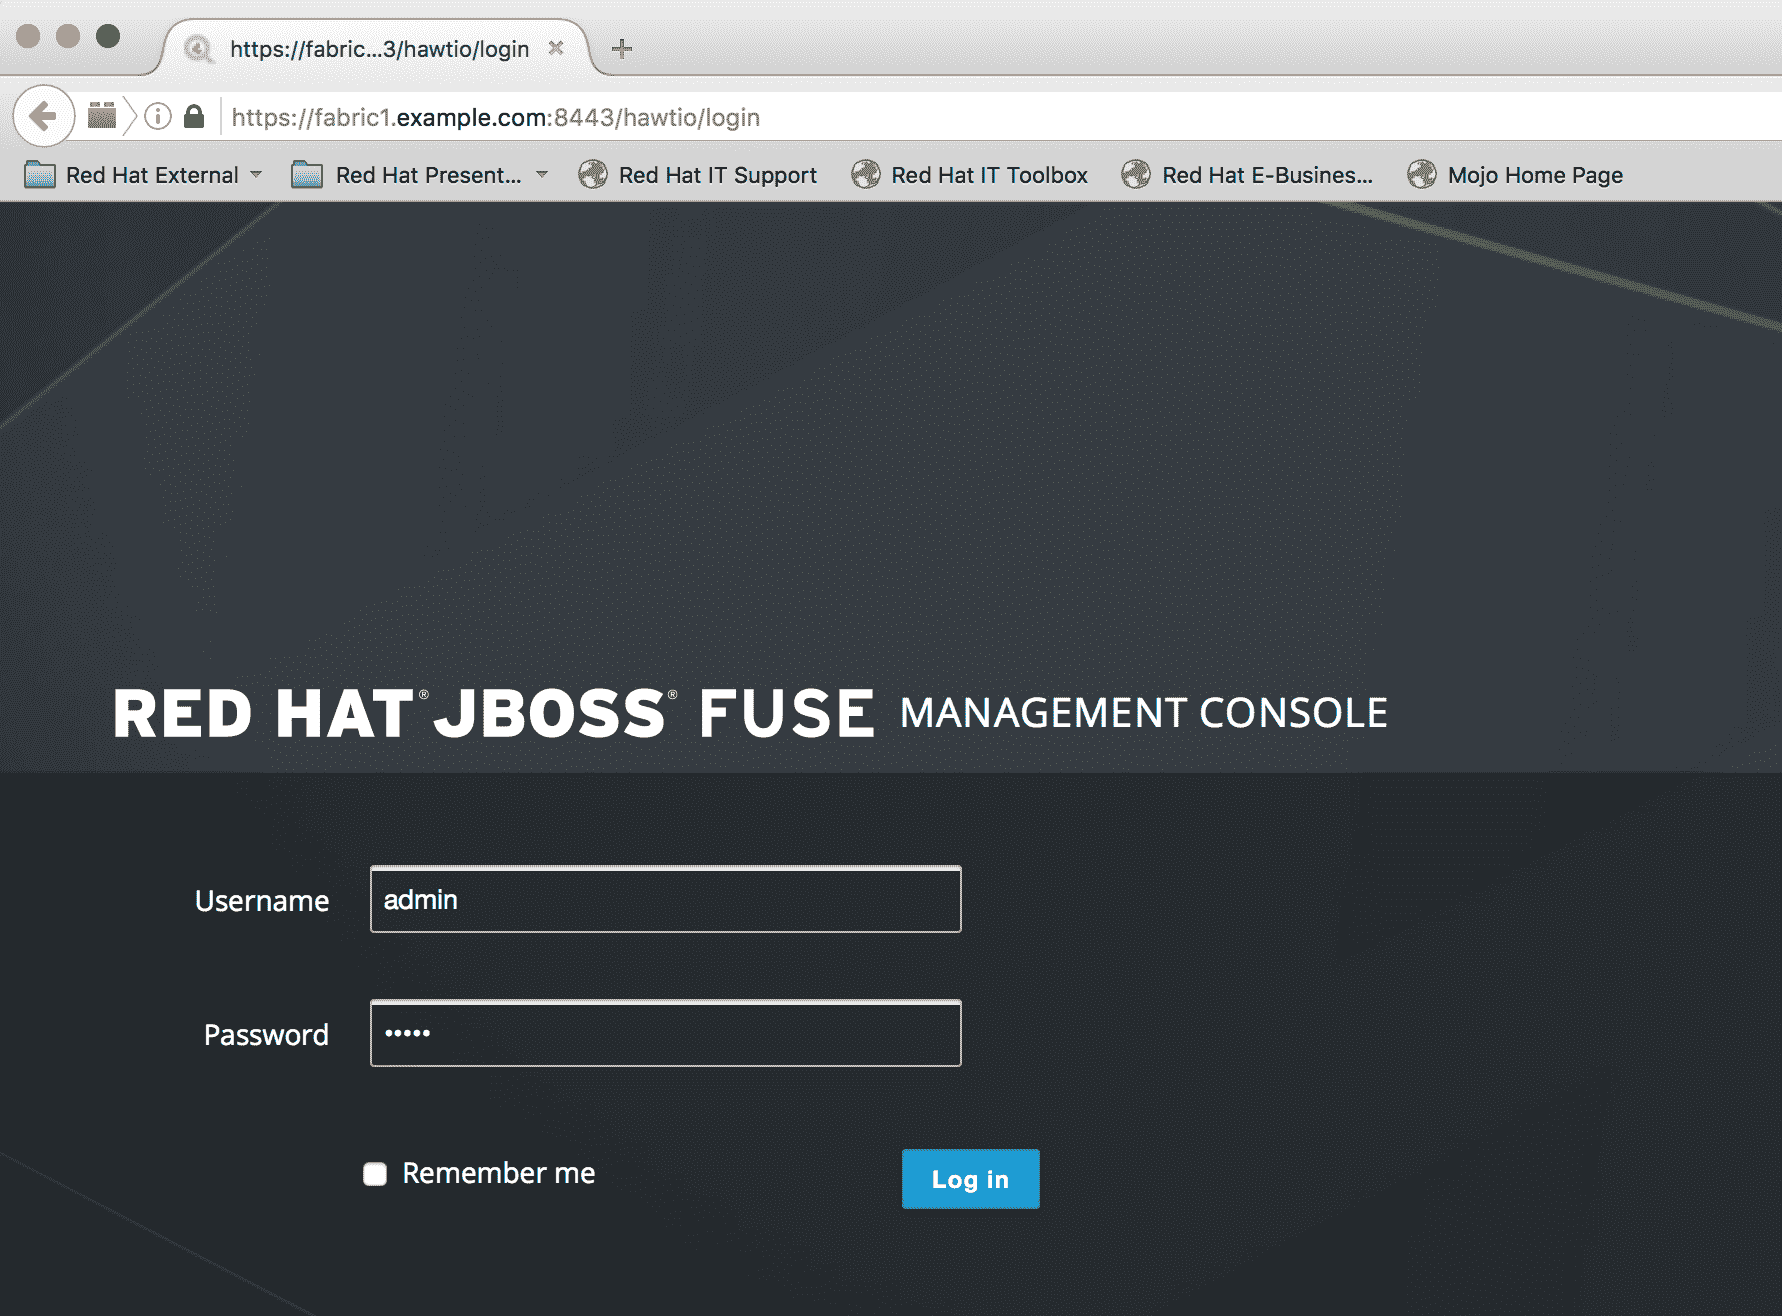 https://fabric...3/hawtio/login
https://fabric1.example.com:8443/hawtio/login
Red Hat External Red Hat Present... Red Hat IT Support Red Hat IT Toolbox Red Hat E-Busines... Mojo Home Page
RED HAT® JBOSS® FUSE MANAGEMENT CONSOLE
Username admin
Password •••••
Remember me Log in